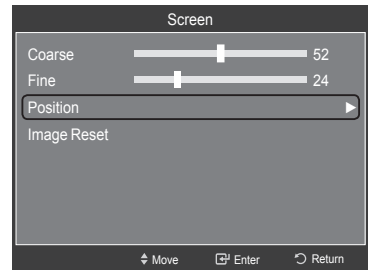 Screen
Coarse 52
Fine 24
Position
Image Reset
Move Enter Return